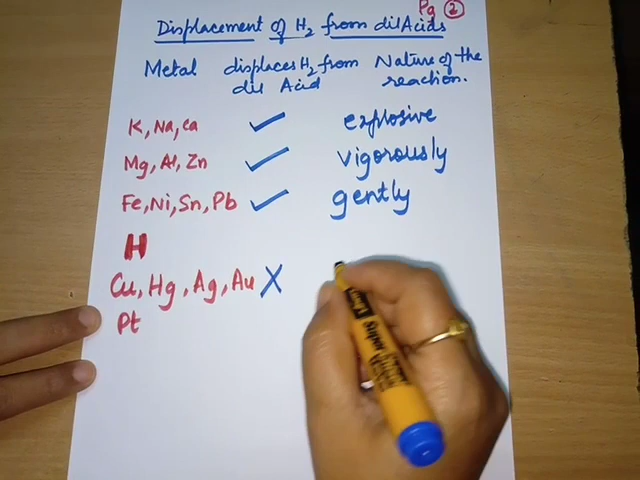 Pg 2
Displacement of H2 from dil Acids
Metal displaces H2 from dil Acid Nature of the reaction.
K, Na, Ca ✓ explosive
Mg, Al, Zn ✓ vigorously
Fe, Ni, Sn, Pb ✓ gently
H
Cu, Hg, Ag, Au X
Pt